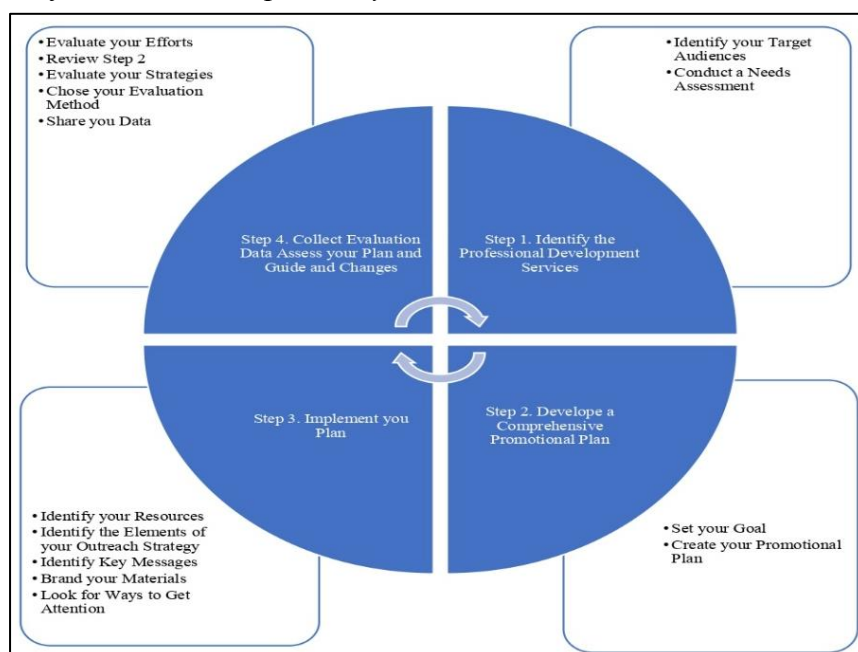 • Evaluate your Efforts
• Review Step 2
• Evaluate your Strategies
• Chose your Evaluation
Method
• Share you Data
• Identify your Target
Audiences
• Conduct a Needs
Assessment
Step 4. Collect Evaluation
Data Assess your Plan and
Guide and Changes
Step 1. Identify the
Professional Development
Services
Step 3. Implement you
Plan
Step 2. Develope a
Comprehensive
Promotional Plan
• Identify your Resources
• Identify the Elements of
your Outreach Strategy
• Identify Key Messages
• Brand your Materials
• Look for Ways to Get
Attention
• Set your Goal
• Create your Promotional
Plan